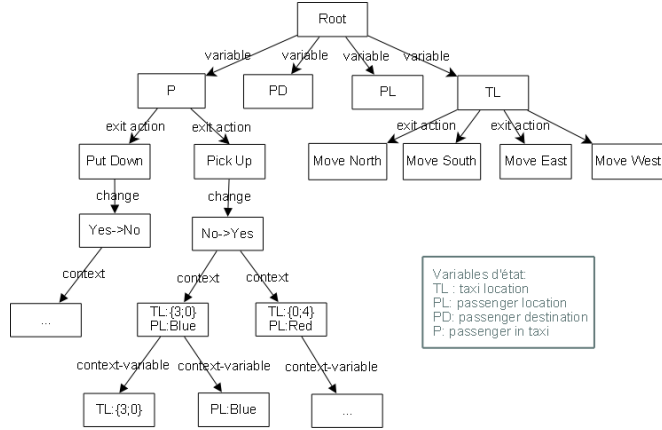 Root
variable
variable
variable
variable
P
PD
PL
TL
exit action
exit action
exit action
exit action
Put Down
Pick Up
Move North
Move South
Move East
Move West
change
change
Yes->No
No->Yes
context
context
context
...
TL:{3;0}
PL:Blue
TL:{0;4}
PL:Red
context-variable
context-variable
context-variable
TL:{3;0}
PL:Blue
...
Variables d'état:
TL : taxi location
PL: passenger location
PD: passenger destination
P: passenger in taxi